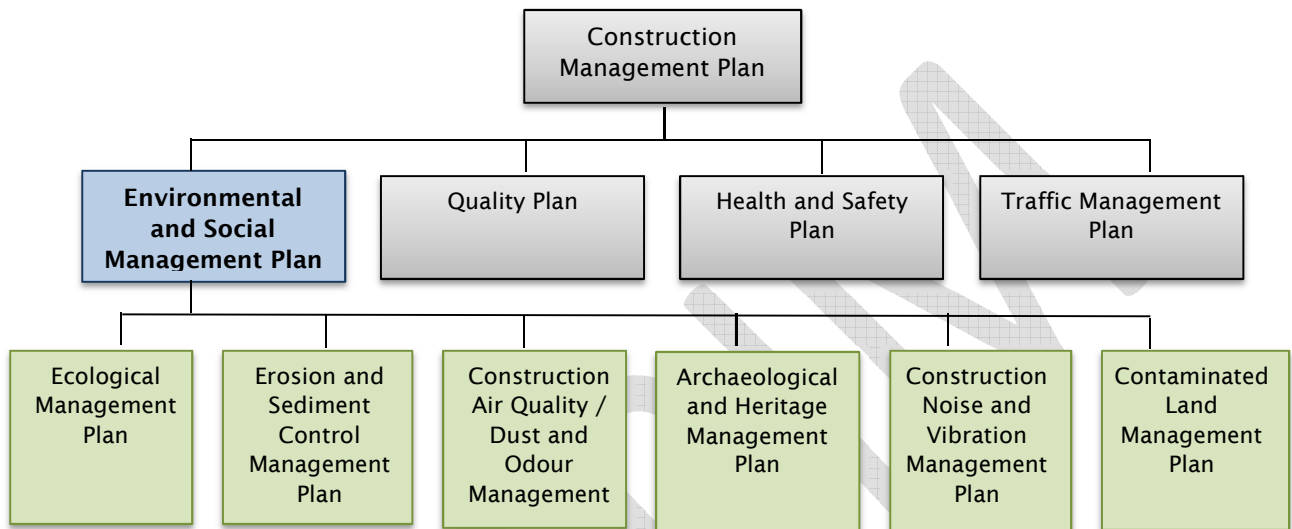 Construction
Management Plan
Environmental
and Social
Management Plan
Quality Plan
Health and Safety
Plan
Traffic Management
Plan
Ecological
Management
Plan
Erosion and
Sediment
Control
Management
Plan
Construction
Air Quality /
Dust and
Odour
Management
Archaeological
and Heritage
Management
Plan
Construction
Noise and
Vibration
Management
Plan
Contaminated
Land
Management
Plan